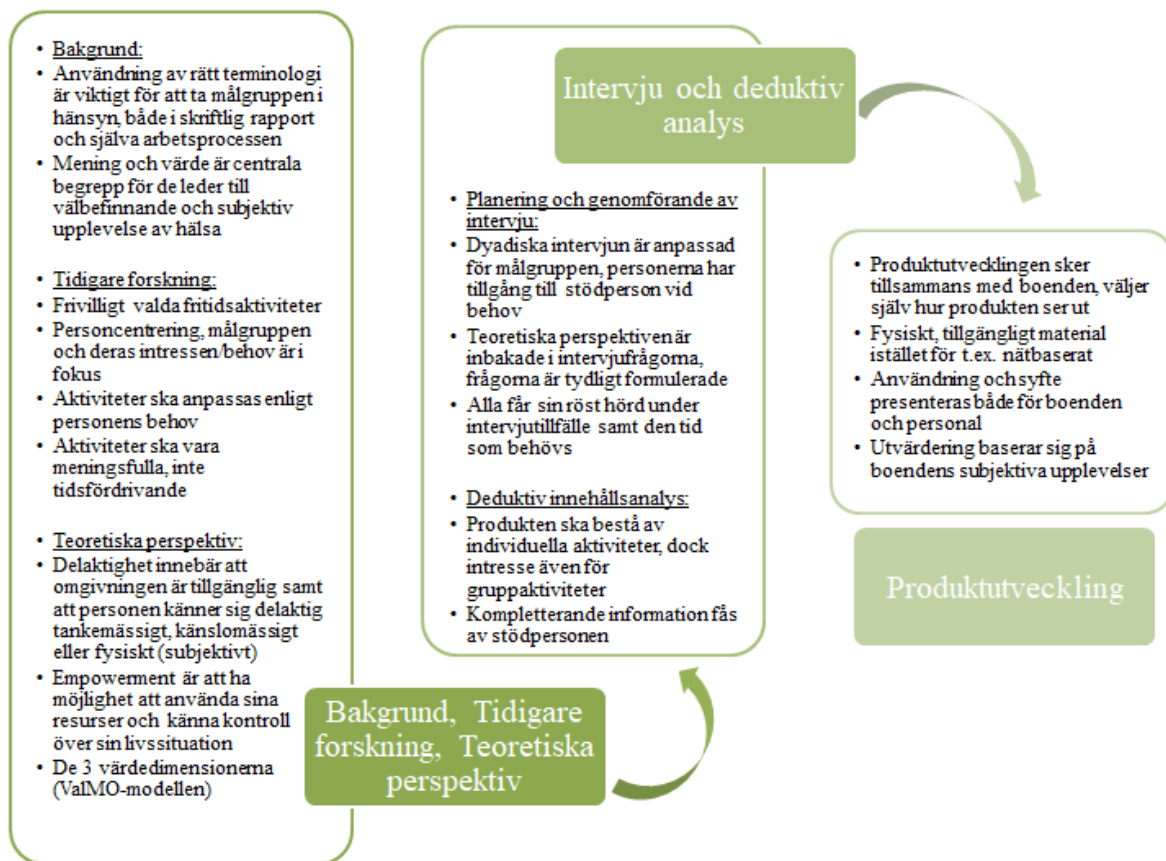 • Bakgrund:
• Användning av rätt terminologi
är viktigt för att ta målgruppen i
hänsyn, både i skriftlig rapport
och själva arbetsprocessen
• Mening och värde är centrala
begrepp för de leder till
välbefinnande och subjektiv
upplevelse av hälsa
• Tidigare forskning:
• Frivilligt valda fritidsaktiviteter
• Personcentrering, målgruppen
och deras intressen/behov är i
fokus
• Aktiviteter ska anpassas enligt
personens behov
• Aktiviteter ska vara
meningsfulla, inte
tidsfördrivande
• Teoretiska perspektiv:
• Delaktighet innebär att
omgivningen är tillgänglig samt
att personen känner sig delaktig
tankemässigt, känslomässigt
eller fysiskt (subjektivt)
• Empowerment är att ha
möjlighet att använda sina
resurser och känna kontroll
över sin livssituation
• De 3 värdedimensionerna
(ValMO-modellen)
Bakgrund, Tidigare
forskning, Teoretiska
perspektiv
Intervju och deduktiv
analys
• Planering och genomförande av
intervju:
• Dyadiska intervjun är anpassad
för målgruppen, personerna har
tillgång till stödperson vid
behov
• Teoretiska perspektiven är
inbakade i intervjufrågorna,
frågorna är tydligt formulerade
• Alla får sin röst hörd under
intervjutillfälle samt den tid
som behövs
• Deduktiv innehållsanalys:
• Produkten ska bestå av
individuella aktiviteter, dock
intresse även för
gruppaktiviteter
• Kompletterande information fås
av stödpersonen
• Produktutvecklingen sker
tillsammans med boenden, väljer
själv hur produkten ser ut
• Fysiskt, tillgängligt material
istället för t.ex. nätbaserat
• Användning och syfte
presenteras både för boenden
och personal
• Utvärdering baserar sig på
boendens subjektiva upplevelser
Produktutveckling